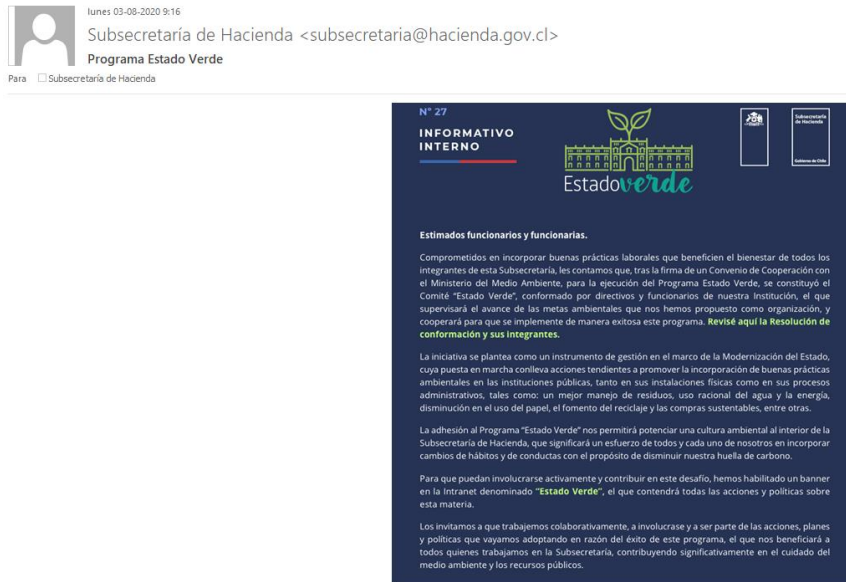 lunes 03-08-2020 9:16
Subsecretaría de Hacienda <subsecretaria@hacienda.gov.cl>
Programa Estado Verde
Para Subsecretaría de Hacienda
N° 27
INFORMATIVO
INTERNO
Estadoverde
Subsecretaría
de Hacienda
Gobierno de Chile
Estimados funcionarios y funcionarias.
Comprometidos en incorporar buenas prácticas laborales que beneficien el bienestar de todos los
integrantes de esta Subsecretaría, les contamos que, tras la firma de un Convenio de Cooperación con
el Ministerio del Medio Ambiente, para la ejecución del Programa Estado Verde, se constituyó el
Comité “Estado Verde”, conformado por directivos y funcionarios de nuestra Institución, el que
supervisará el avance de las metas ambientales que nos hemos propuesto como organización, y
cooperará para que se implemente de manera exitosa este programa. Revisé aquí la Resolución de
conformación y sus integrantes.
La iniciativa se plantea como un instrumento de gestión en el marco de la Modernización del Estado,
cuya puesta en marcha conlleva acciones tendientes a promover la incorporación de buenas prácticas
ambientales en las instituciones públicas, tanto en sus instalaciones físicas como en sus procesos
administrativos, tales como: un mejor manejo de residuos, uso racional del agua y la energía,
disminución en el uso del papel, el fomento del reciclaje y las compras sustentables, entre otras.
La adhesión al Programa “Estado Verde” nos permitirá potenciar una cultura ambiental al interior de la
Subsecretaría de Hacienda, que significará un esfuerzo de todos y cada uno de nosotros en incorporar
cambios de hábitos y de conductas con el propósito de disminuir nuestra huella de carbono.
Para que puedan involucrarse activamente y contribuir en este desafío, hemos habilitado un banner
en la Intranet denominado “Estado Verde”, el que contendrá todas las acciones y políticas sobre
esta materia.
Los invitamos a que trabajemos colaborativamente, a involucrase y a ser parte de las acciones, planes
y políticas que vayamos adoptando en razón del éxito de este programa, el que nos beneficiará a
todos quienes trabajamos en la Subsecretaría, contribuyendo significativamente en el cuidado del
medio ambiente y los recursos públicos.